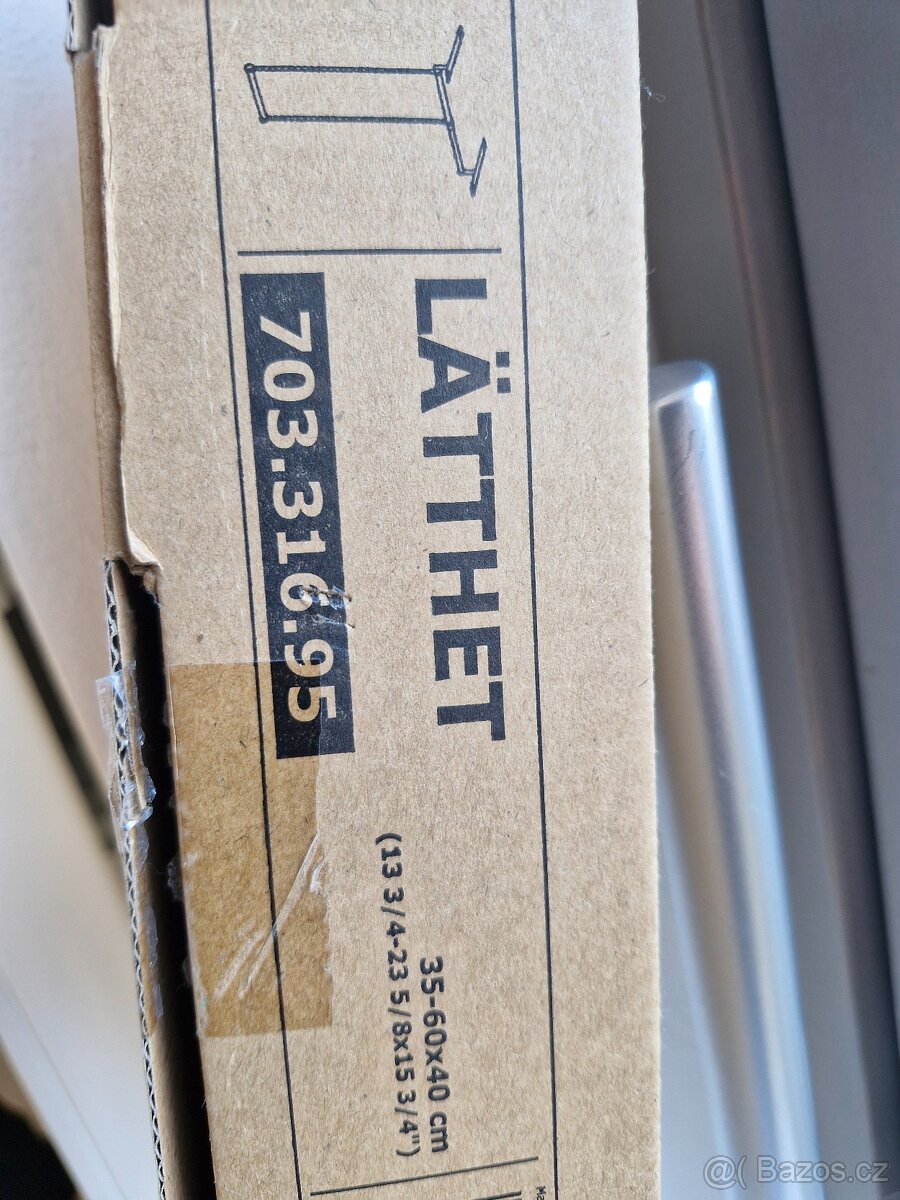 LÄTTHET
703.316.95
35-60x40 cm
(13 3/4-23 5/8x15 3/4")
@( Bazos.cz